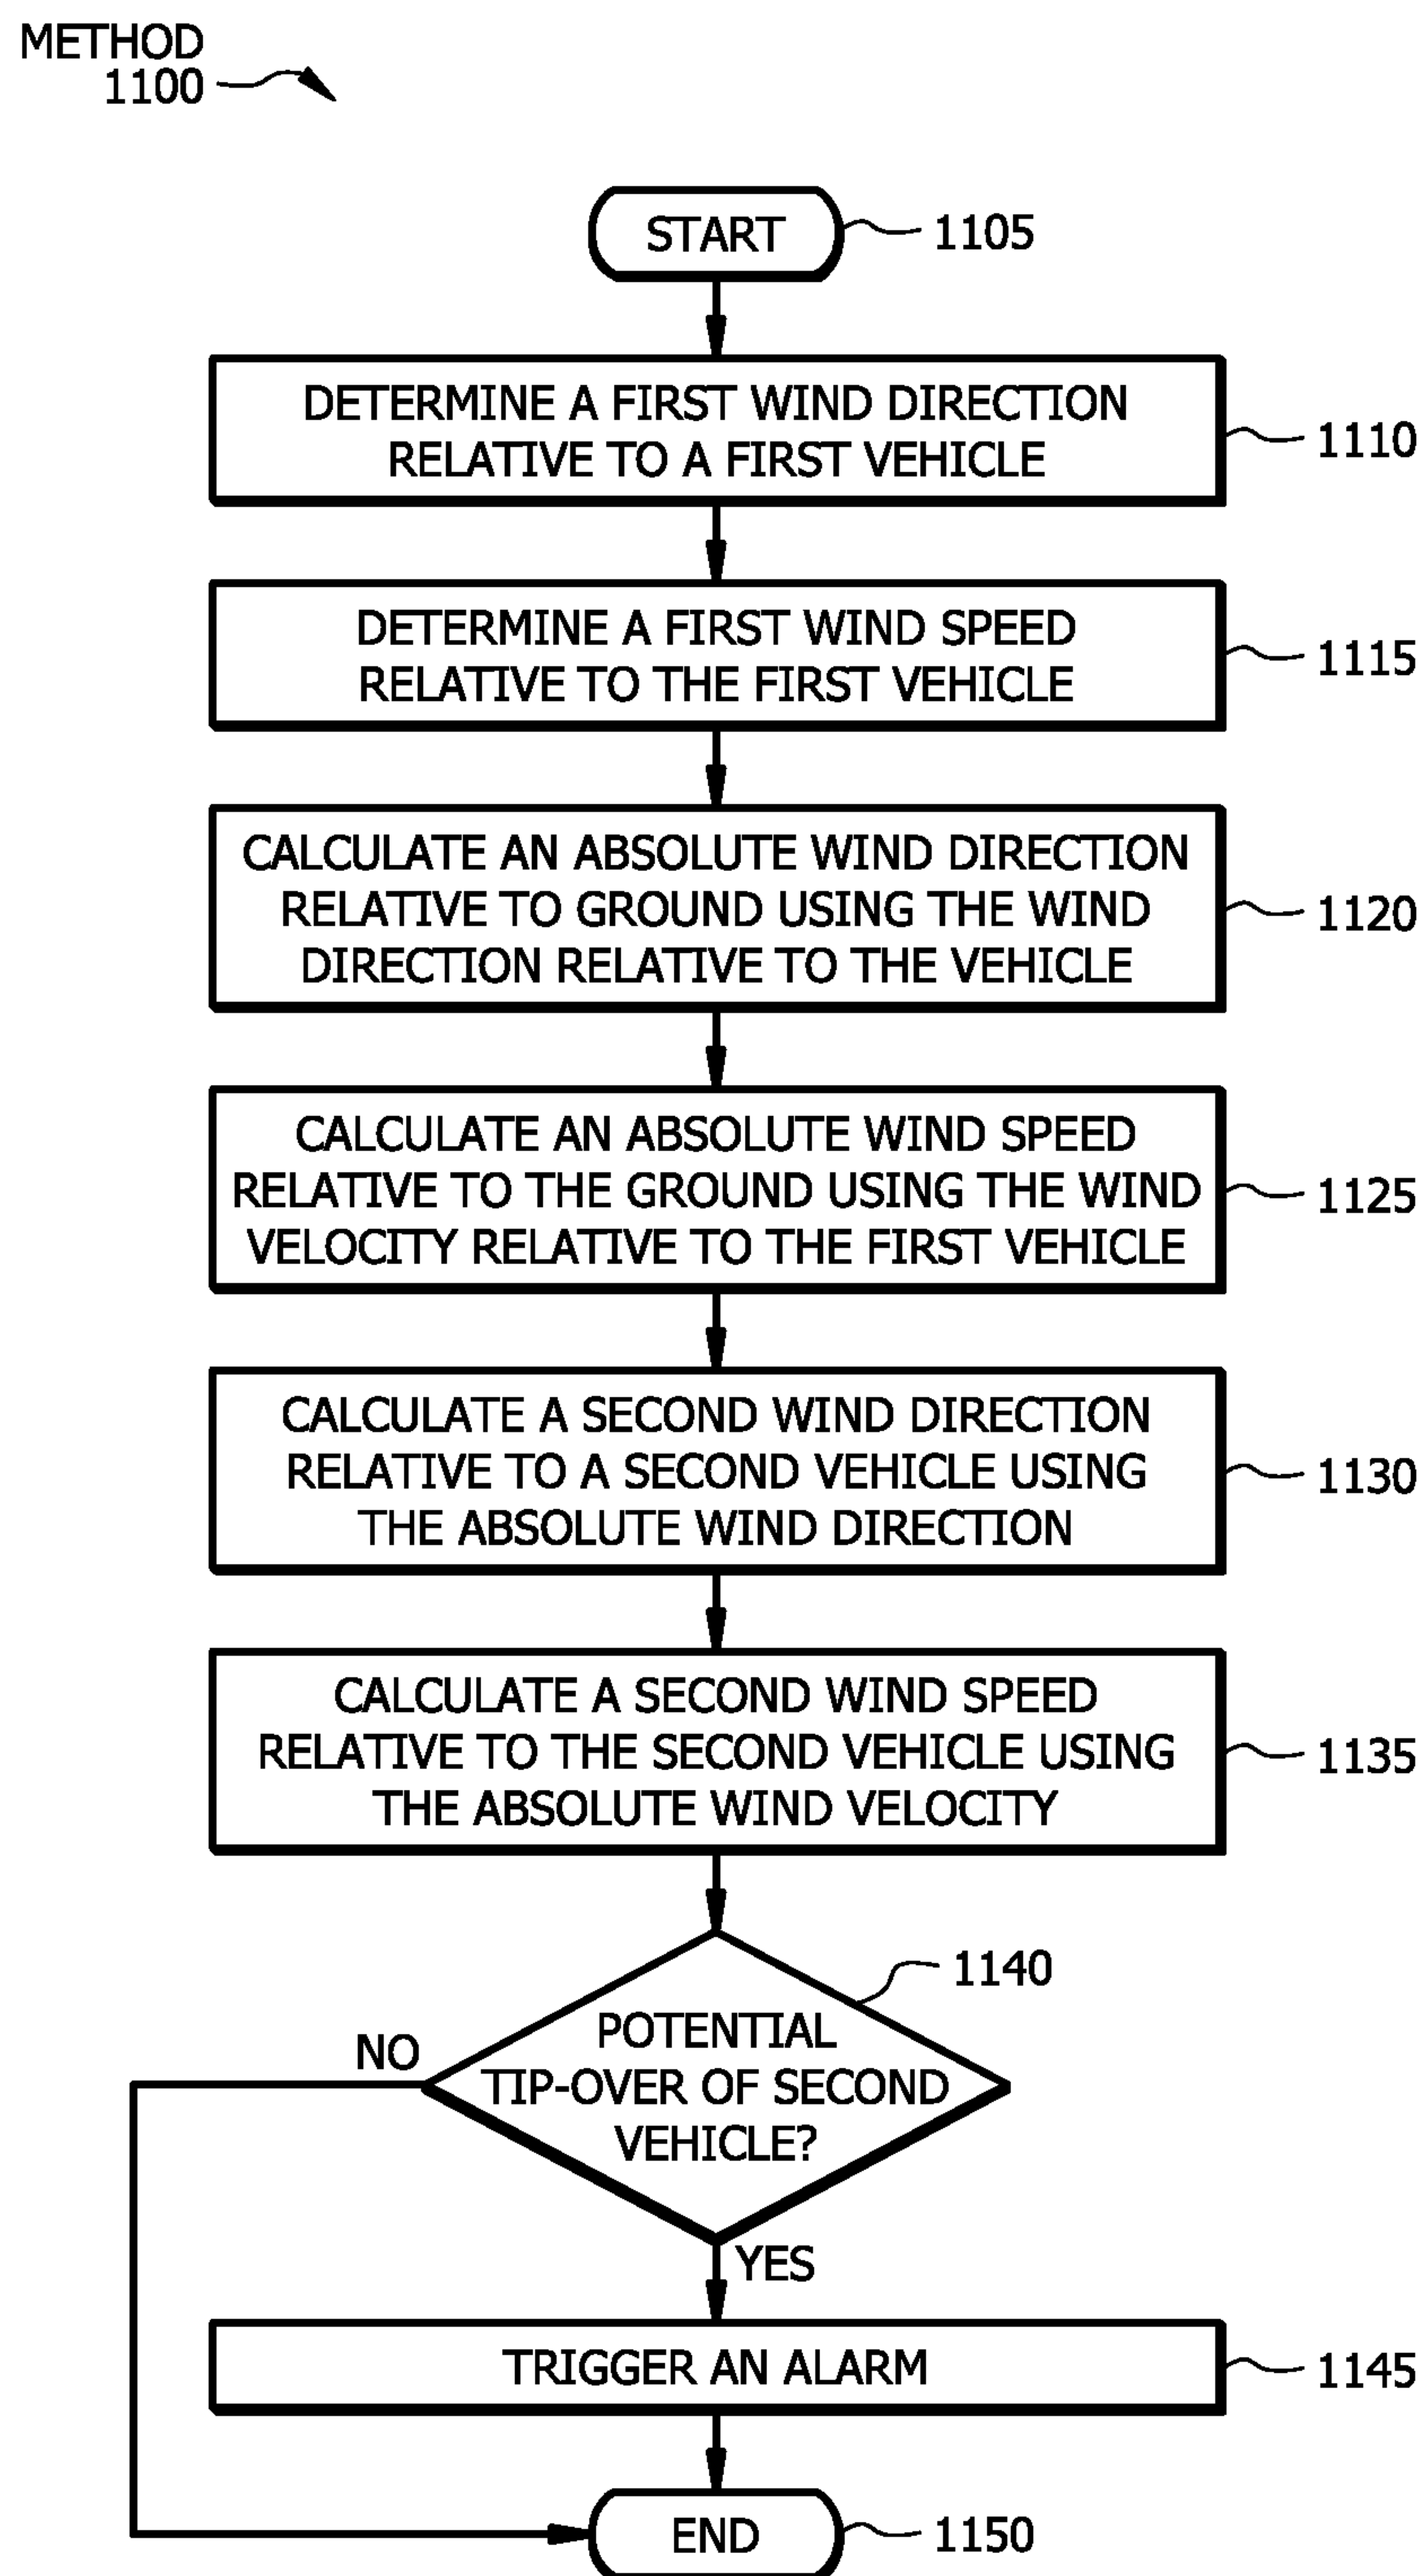 METHOD
1100
START
1105
DETERMINE A FIRST WIND DIRECTION
RELATIVE TO A FIRST VEHICLE
1110
DETERMINE A FIRST WIND SPEED
RELATIVE TO THE FIRST VEHICLE
1115
CALCULATE AN ABSOLUTE WIND DIRECTION
RELATIVE TO GROUND USING THE WIND
DIRECTION RELATIVE TO THE VEHICLE
1120
CALCULATE AN ABSOLUTE WIND SPEED
RELATIVE TO THE GROUND USING THE WIND
VELOCITY RELATIVE TO THE FIRST VEHICLE
1125
CALCULATE A SECOND WIND DIRECTION
RELATIVE TO A SECOND VEHICLE USING
THE ABSOLUTE WIND DIRECTION
1130
CALCULATE A SECOND WIND SPEED
RELATIVE TO THE SECOND VEHICLE USING
THE ABSOLUTE WIND VELOCITY
1135
1140
POTENTIAL
TIP-OVER OF SECOND
VEHICLE?
NO
YES
TRIGGER AN ALARM
1145
END
1150